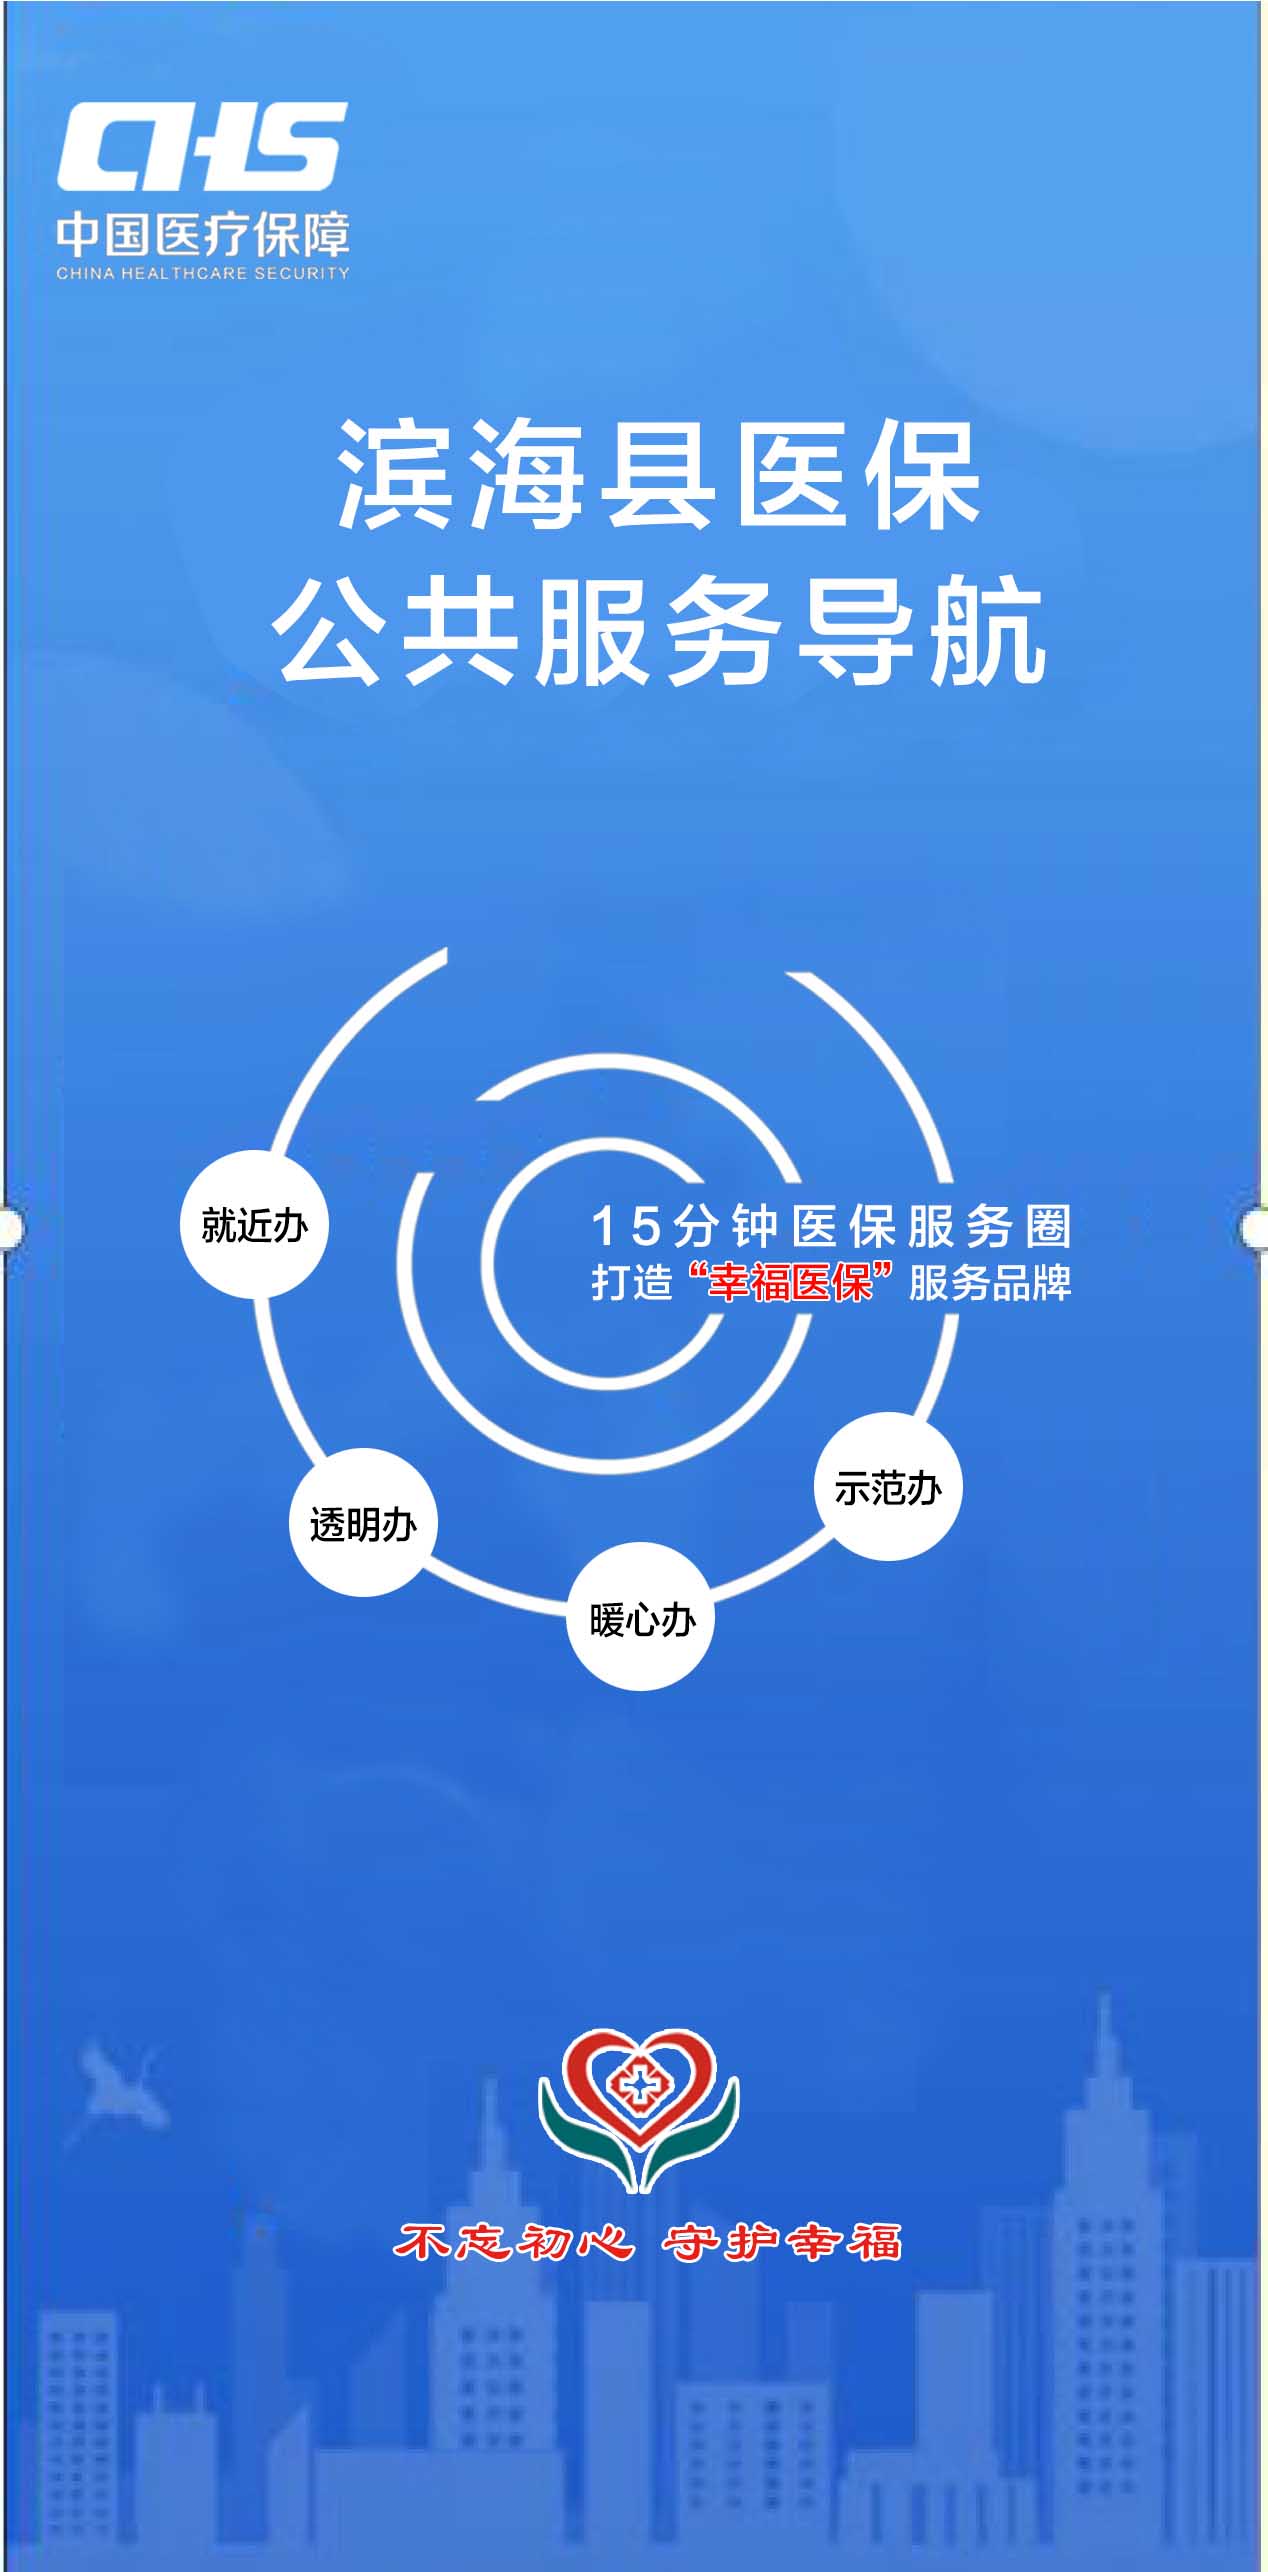 CHS
中国医疗保障
CHINA HEALTHCARE SECURITY
滨海县医保
公共服务导航
15分钟医保服务圈
打造“幸福医保”服务品牌
就近办
透明办
暖心办
示范办
不忘初心 守护幸福